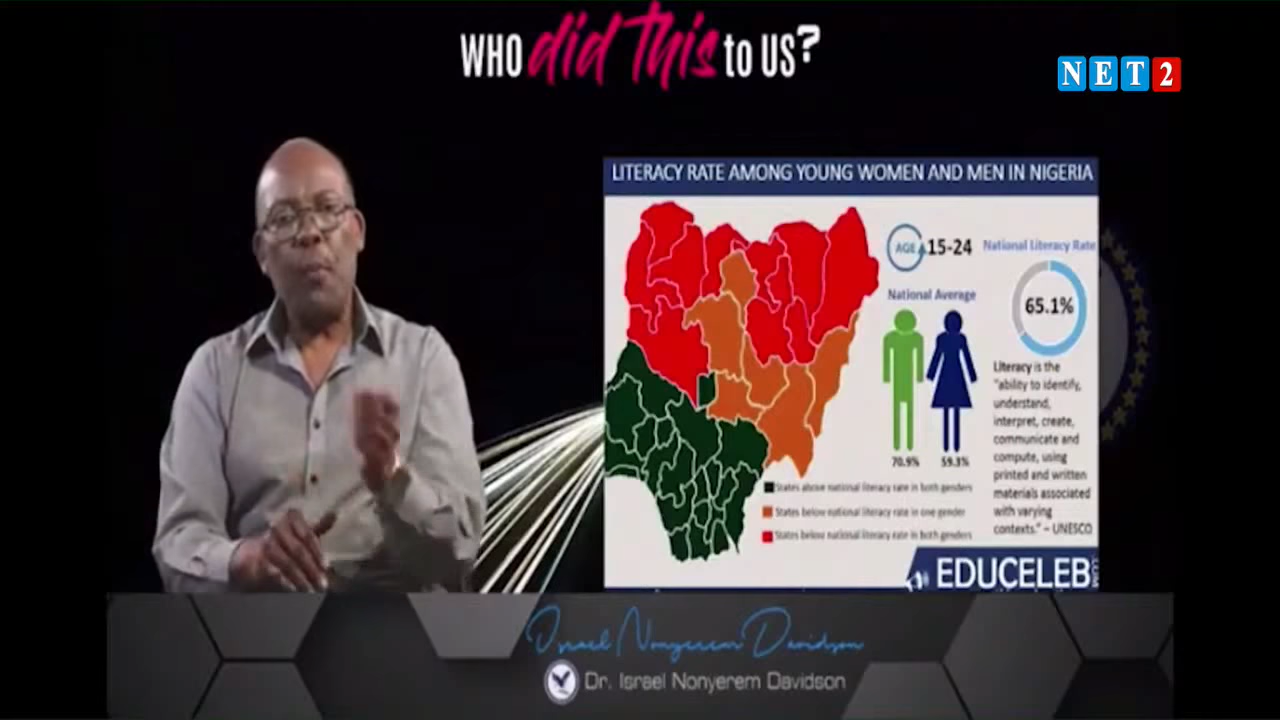 WHO did this to US?
NET2
LITERACY RATE AMONG YOUNG WOMEN AND MEN IN NIGERIA
AGE 15-24
National Literacy Rate
65.1%
National Average
70.9% 59.3%
Literacy is the
"ability to identify,
understand,
interpret, create,
communicate and
compute, using
printed and written
materials associated
with varying
contexts." – UNESCO
States above national literacy rate in both genders
States below national literacy rate in one gender
States below national literacy rate in both genders
EDUCELEB
.COM
Israel Nonyerem Davidson
Dr. Israel Nonyerem Davidson